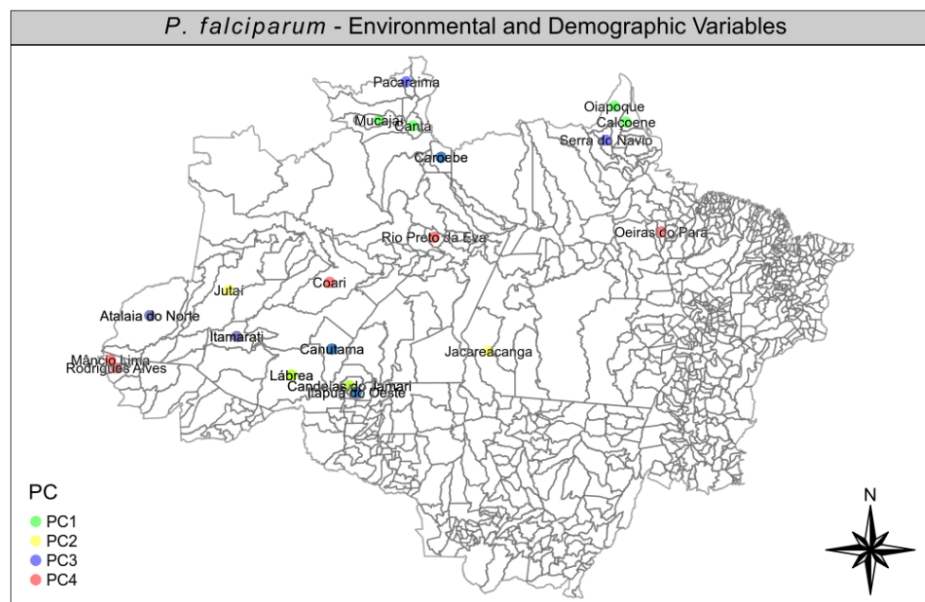 P. falciparum - Environmental and Demographic Variables
Pacaraima
Oiapoque
Mucajaí
Cantá
Calcoene
Serra do Navio
Caroebe
Rio Preto da Eva
Oeiras do Pará
Coari
Jutaí
Atalaia do Norte
Itamarati
Canutama
Jacareacanga
Mâncio Lima
Rodrigues Alves
Lábrea
Candeias do Jamari
Itapuã do Oeste
PC
PC1
PC2
PC3
PC4
N